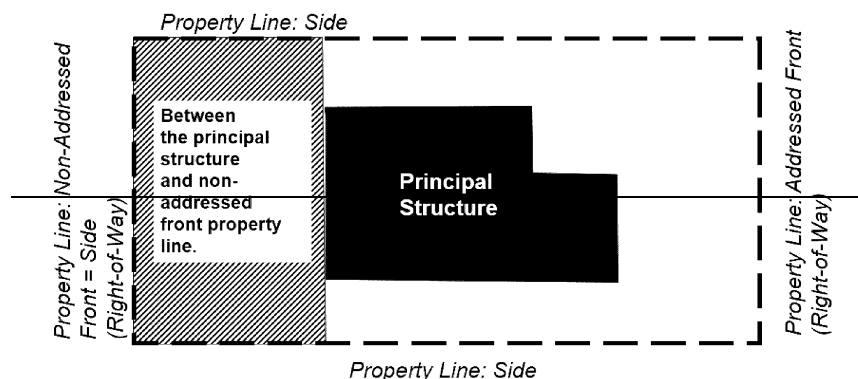 Property Line: Side
Property Line: Non-Addressed
Front = Side
(Right-of-Way)
Between
the principal
structure
and non-
addressed
front property
line.
Principal
Structure
Property Line: Addressed Front
(Right-of-Way)
Property Line: Side